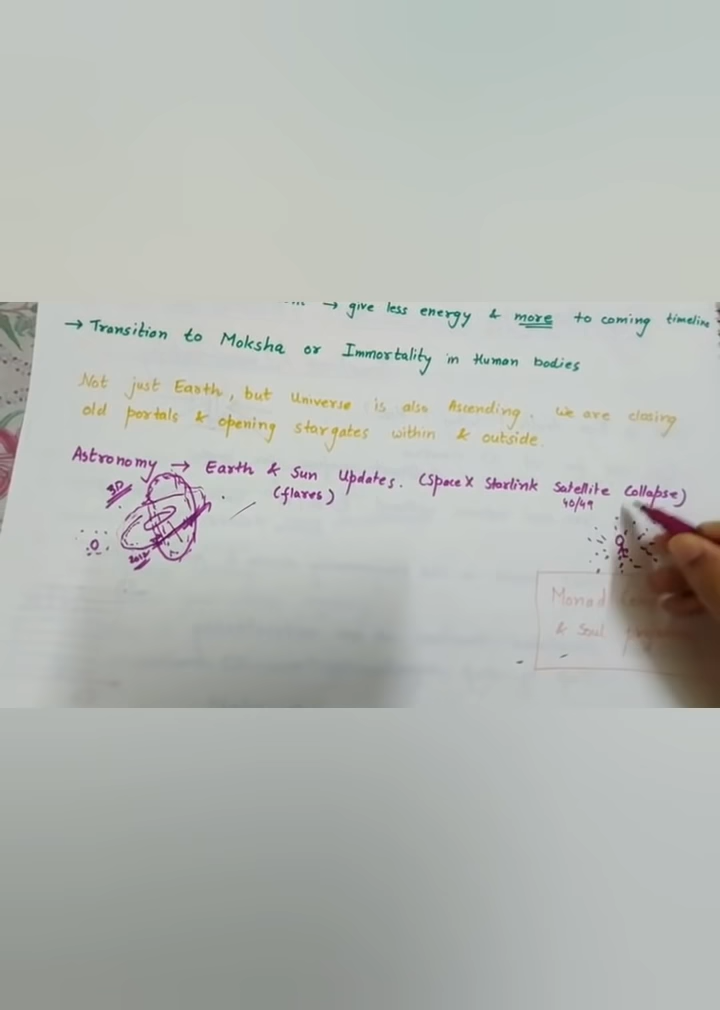 → give less energy & more to coming timeline
→ Transition to Moksha or Immortality in Human bodies
Not just Earth, but Universe is also Ascending. We are closing
old portals & opening stargates within & outside.
Astronomy → Earth & Sun Updates. (SpaceX Starlink Satellite Collapse)
(flares)
40/49
3D
Monad
& Soul